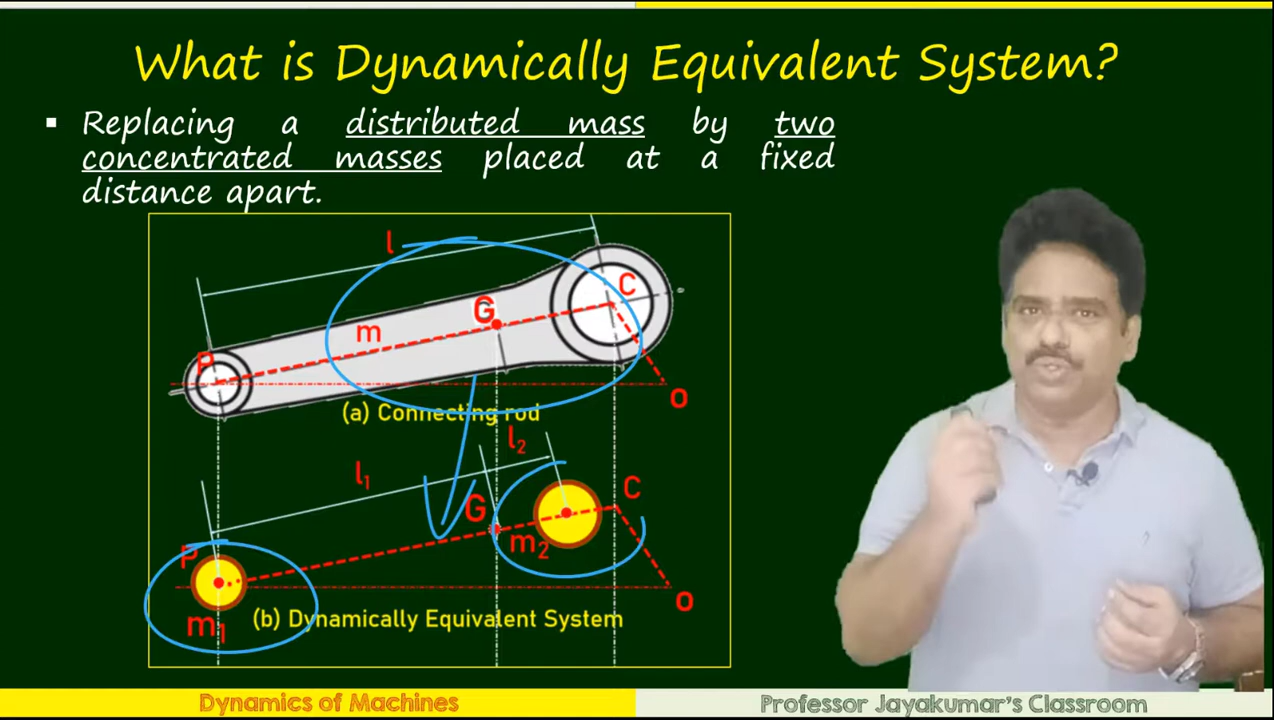 What is Dynamically Equivalent System?
▪ Replacing a distributed mass by two
concentrated masses placed at a fixed
distance apart.
l
C
G
m
P
O
(a) Connecting rod
l₂
l₁
C
G
m₂
P
O
m₁
(b) Dynamically Equivalent System
Dynamics of Machines
Professor Jayakumar's Classroom